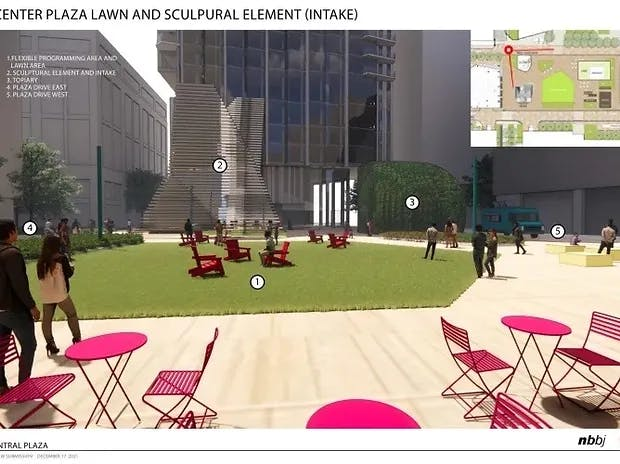 CENTER PLAZA LAWN AND SCULPURAL ELEMENT (INTAKE)
1.FLEXIBLE PROGRAMMING AREA AND
LAWN AREA
2. SCULPTURAL ELEMENT AND INTAKE
3. TOPIARY
4. PLAZA DRIVE EAST
5. PLAZA DRIVE WEST
2
3
4
5
1
NTRAL PLAZA
nbbj
SUBMISSION DECEMBER 17 2021